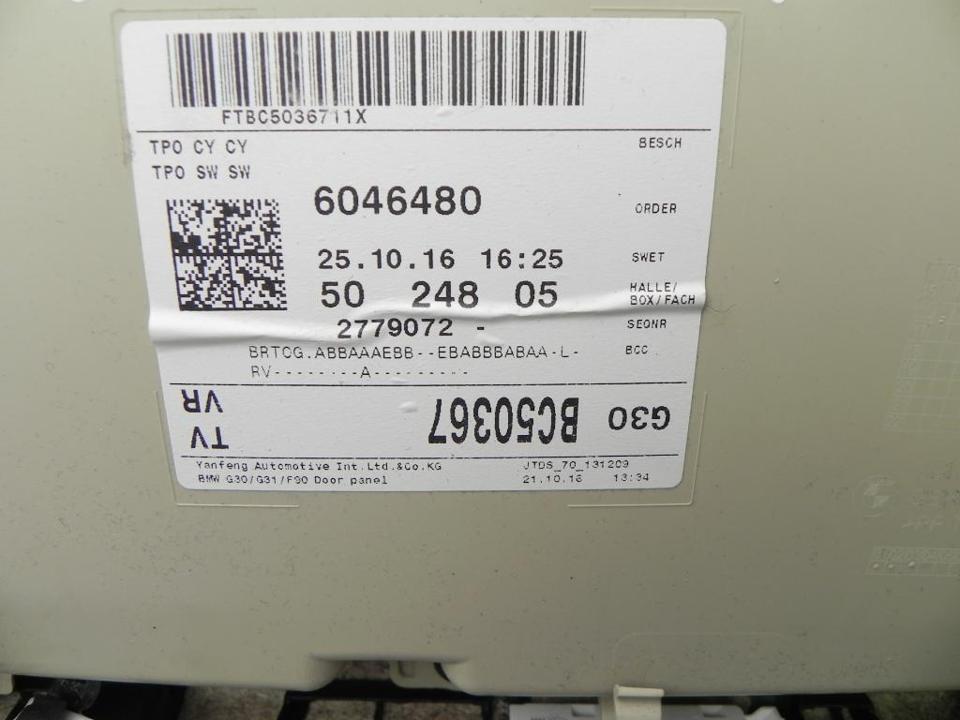 FTBC5036711X
TPO CY CY
BESCH
TPO SW SW
6046480 ORDER
25.10.16 16:25 SWET
50 248 05 HALLE/
BOX/FACH
2779072 - SEQNR
BRTCG.ABBAAAEBB--EBABBBABAA-L- BCC
RV--------A---------
G30 BC50367 TV
VR
Yanfeng Automotive Int.Ltd.&Co.KG JTDS_70_131209
BMW G30/G31/F90 Door panel 21.10.16 13:34